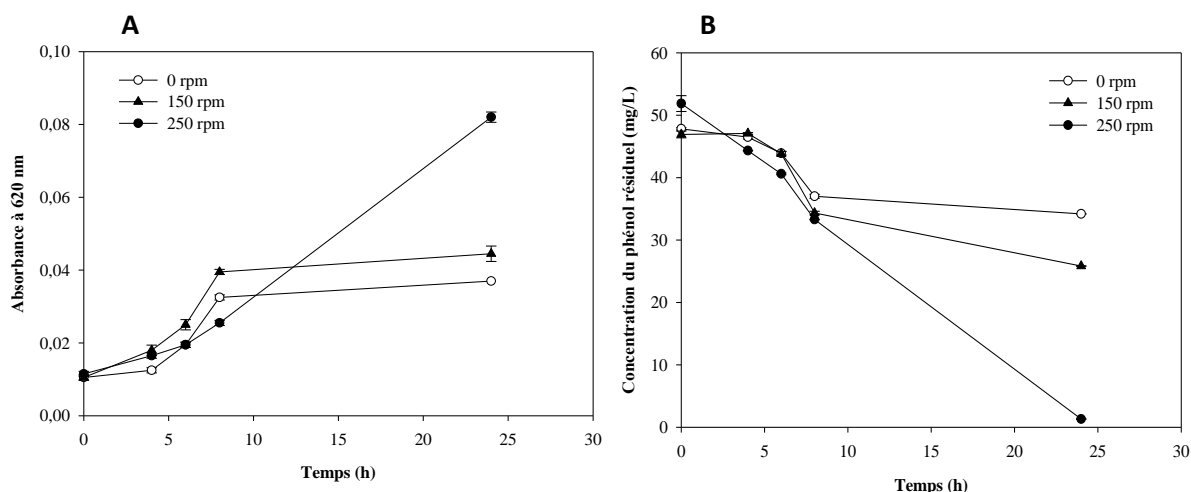 A
Absorbance à 620 nm
0,10
0,08
0,06
0,04
0,02
0,00
0 rpm
150 rpm
250 rpm
0 5 10 15 20 25 30
Temps (h)
B
Concentration du phénol résiduel (mg/L)
60
50
40
30
20
10
0
0 rpm
150 rpm
250 rpm
0 5 10 15 20 25 30
Temps (h)